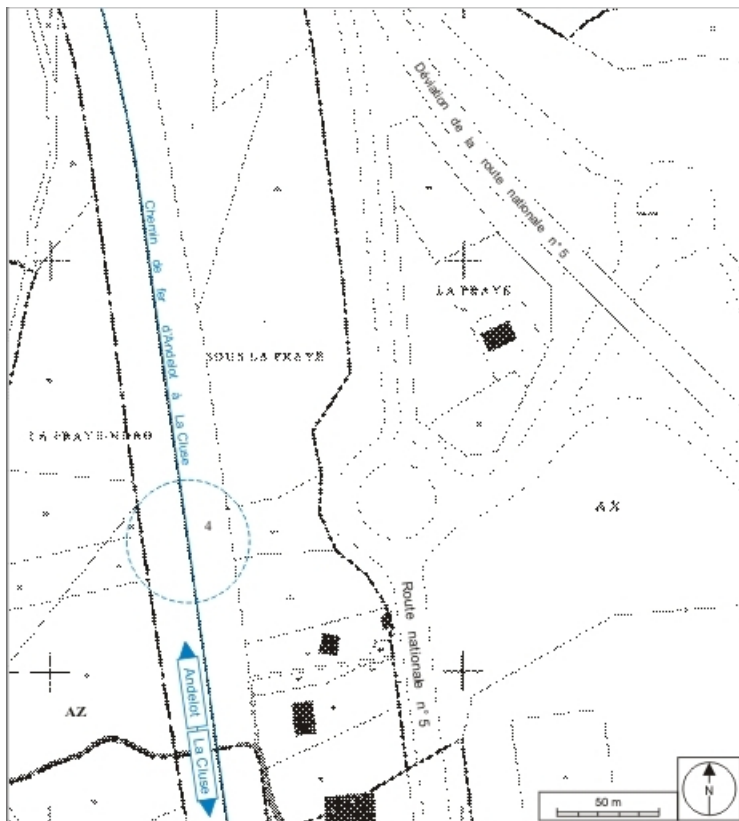 Déviation de la route nationale n° 5
Chemin de fer d'Andelot à La Cluse
LA FRAYE
SOUS LA FRAYE
4
AX
Route nationale n° 5
AZ
Andelot
La Cluse
50 m
N